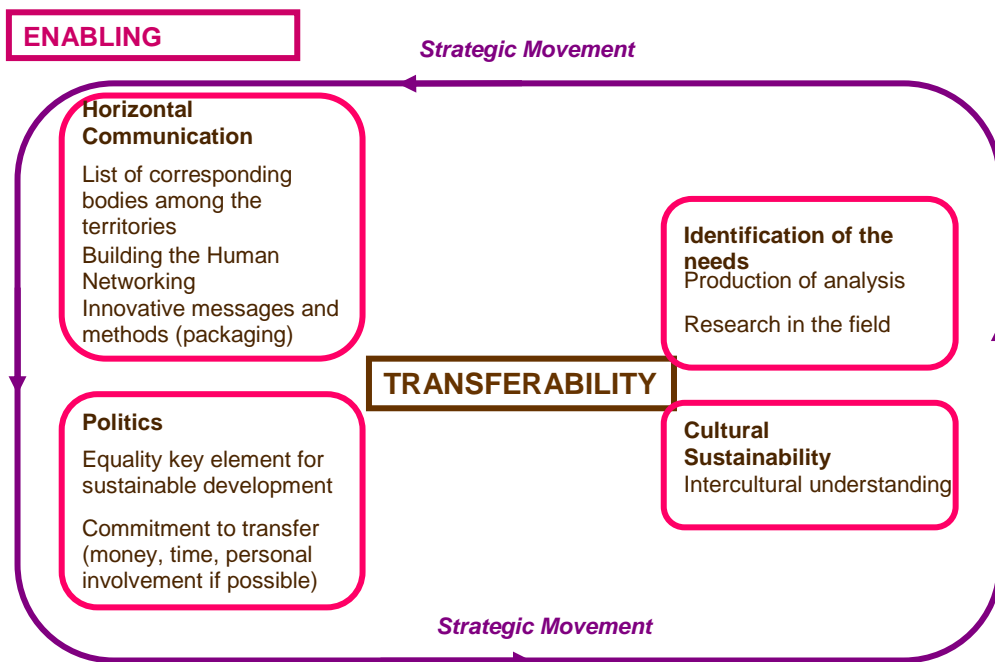 ENABLING
Strategic Movement
Horizontal
Communication
List of corresponding
bodies among the
territories
Building the Human
Networking
Innovative messages and
methods (packaging)
Identification of the
needs
Production of analysis
Research in the field
TRANSFERABILITY
Politics
Equality key element for
sustainable development
Commitment to transfer
(money, time, personal
involvement if possible)
Cultural
Sustainability
Intercultural understanding
Strategic Movement